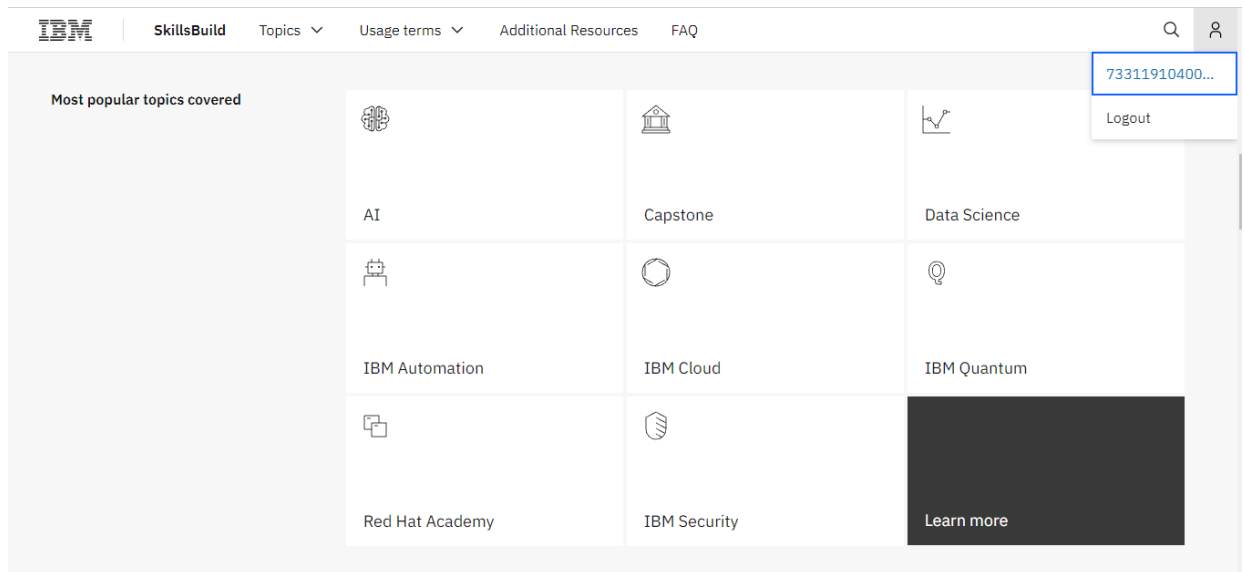 IBM SkillsBuild Topics Usage terms Additional Resources FAQ
73311910400...
Logout
Most popular topics covered
AI
Capstone
Data Science
IBM Automation
IBM Cloud
IBM Quantum
Red Hat Academy
IBM Security
Learn more